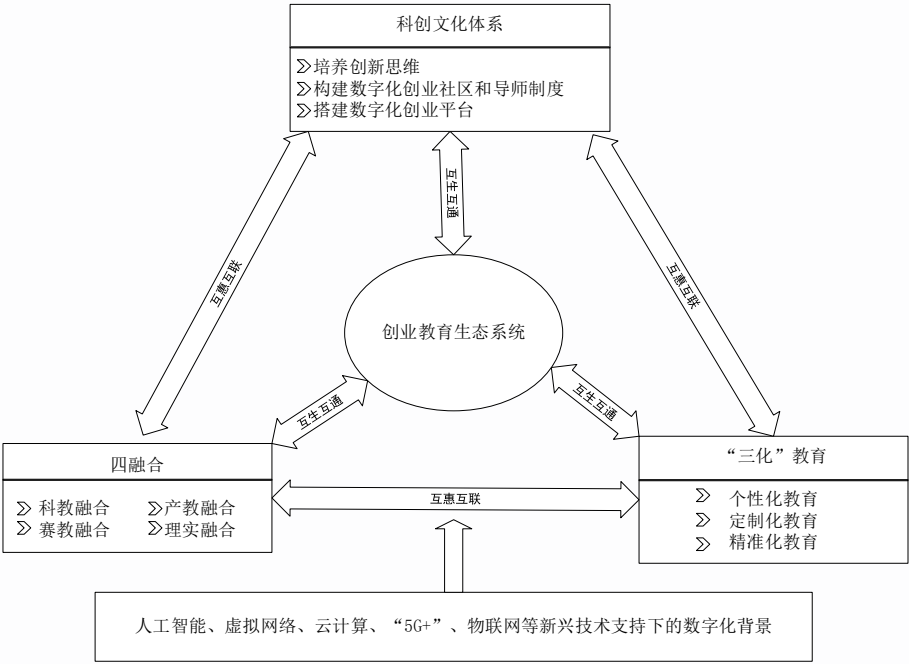 科创文化体系
培养创新思维
构建数字化创业社区和导师制度
搭建数字化创业平台
互生互通
互惠互联
互惠互联
创业教育生态系统
互生互通
互生互通
四融合
科教融合 产教融合
赛教融合 理实融合
互惠互联
“三化”教育
个性化教育
定制化教育
精准化教育
人工智能、虚拟网络、云计算、“5G+”、物联网等新兴技术支持下的数字化背景